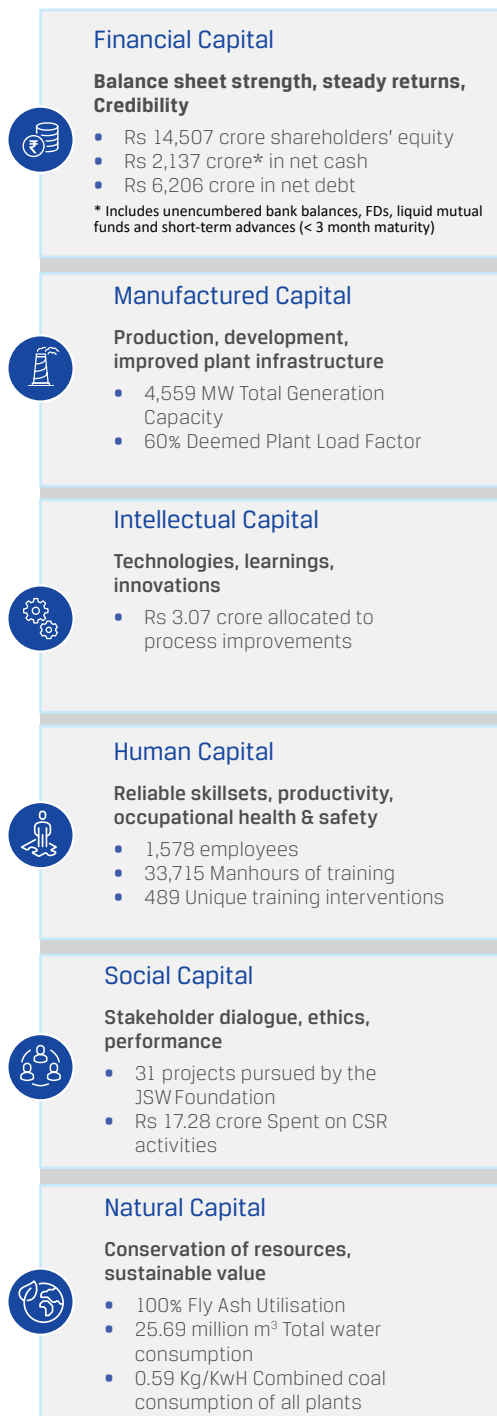 Financial Capital
Balance sheet strength, steady returns,
Credibility
• Rs 14,507 crore shareholders’ equity
• Rs 2,137 crore* in net cash
• Rs 6,206 crore in net debt
* Includes unencumbered bank balances, FDs, liquid mutual
funds and short-term advances (< 3 month maturity)
Manufactured Capital
Production, development,
improved plant infrastructure
• 4,559 MW Total Generation
Capacity
• 60% Deemed Plant Load Factor
Intellectual Capital
Technologies, learnings,
innovations
• Rs 3.07 crore allocated to
process improvements
Human Capital
Reliable skillsets, productivity,
occupational health & safety
• 1,578 employees
• 33,715 Manhours of training
• 489 Unique training interventions
Social Capital
Stakeholder dialogue, ethics,
performance
• 31 projects pursued by the
JSW Foundation
• Rs 17.28 crore Spent on CSR
activities
Natural Capital
Conservation of resources,
sustainable value
• 100% Fly Ash Utilisation
• 25.69 million m³ Total water
consumption
• 0.59 Kg/KwH Combined coal
consumption of all plants